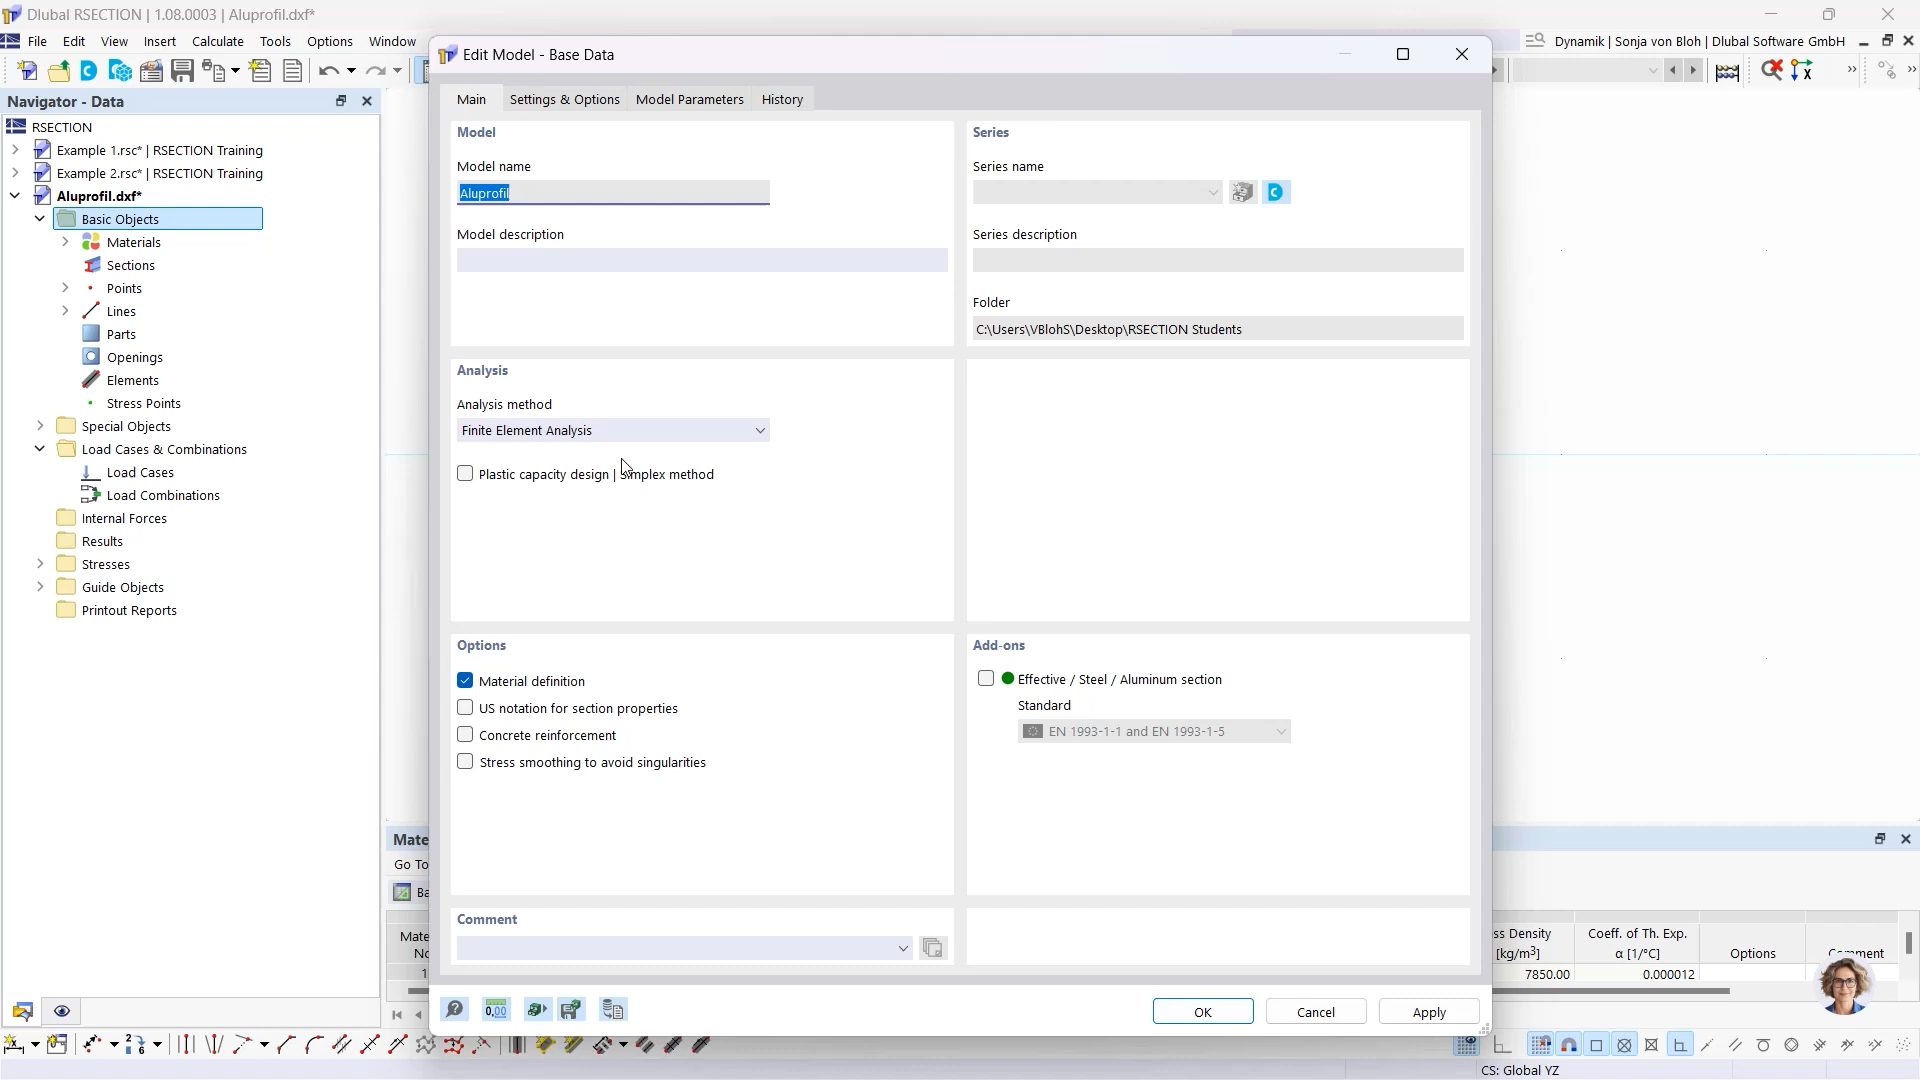 Dlubal RSECTION | 1.08.0003 | Aluprofil.dxf*
File Edit View Insert Calculate Tools Options Window
Dynamik | Sonja von Bloh | Dlubal Software GmbH
Navigator - Data
RSECTION
Example 1.rsc* | RSECTION Training
Example 2.rsc* | RSECTION Training
Aluprofil.dxf*
Basic Objects
Materials
Sections
Points
Lines
Parts
Openings
Elements
Stress Points
Special Objects
Load Cases & Combinations
Load Cases
Load Combinations
Internal Forces
Results
Stresses
Guide Objects
Printout Reports
Edit Model - Base Data
Main Settings & Options Model Parameters History
Model
Model name
Aluprofil
Model description
Series
Series name
Series description
Folder
C:\Users\VBlohS\Desktop\RSECTION Students
Analysis
Analysis method
Finite Element Analysis
Plastic capacity design | Simplex method
Options
Material definition
US notation for section properties
Concrete reinforcement
Stress smoothing to avoid singularities
Add-ons
Effective / Steel / Aluminum section
Standard
EN 1993-1-1 and EN 1993-1-5
Comment
OK Cancel Apply
Mate
Go To
Ba
Mate
No
1
ss Density
[kg/m³]
7850.00
Coeff. of Th. Exp.
α [1/°C]
0.000012
Options
CS: Global YZ